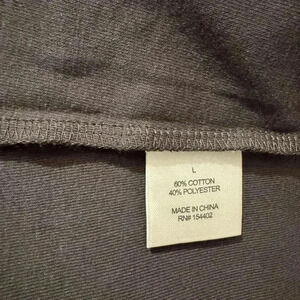 L
60% COTTON
40% POLYESTER
MADE IN CHINA
RN# 154402